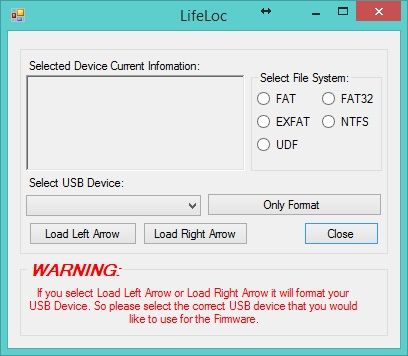 LifeLoc
Selected Device Current Infomation:
Select File System:
FAT
FAT32
EXFAT
NTFS
UDF
Select USB Device:
Only Format
Load Left Arrow
Load Right Arrow
Close
WARNING:
If you select Load Left Arrow or Load Right Arrow it will format your
USB Device. So please select the correct USB device that you would
like to use for the Firmware.